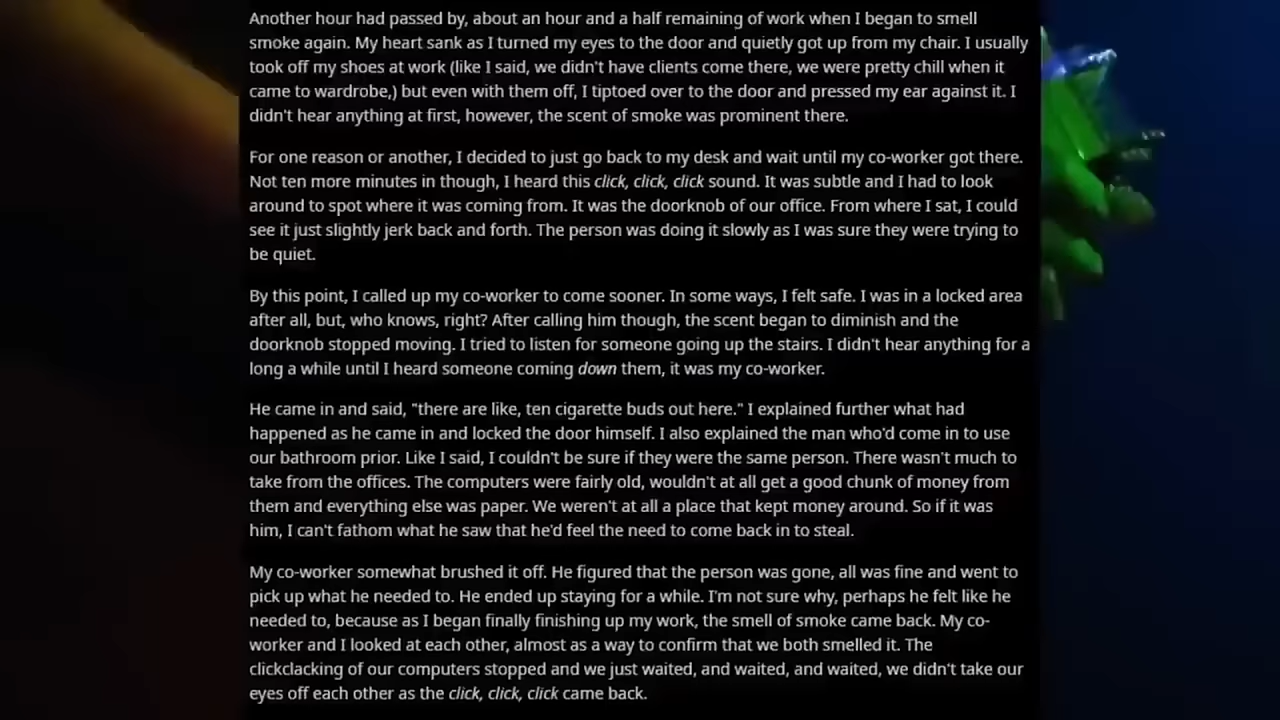 Another hour had passed by, about an hour and a half remaining of work when I began to smell
smoke again. My heart sank as I turned my eyes to the door and quietly got up from my chair. I usually
took off my shoes at work (like I said, we didn't have clients come there, we were pretty chill when it
came to wardrobe,) but even with them off, I tiptoed over to the door and pressed my ear against it. I
didn't hear anything at first, however, the scent of smoke was prominent there.
For one reason or another, I decided to just go back to my desk and wait until my co-worker got there.
Not ten more minutes in though, I heard this click, click, click sound. It was subtle and I had to look
around to spot where it was coming from. It was the doorknob of our office. From where I sat, I could
see it just slightly jerk back and forth. The person was doing it slowly as I was sure they were trying to
be quiet.
By this point, I called up my co-worker to come sooner. In some ways, I felt safe. I was in a locked area
after all, but, who knows, right? After calling him though, the scent began to diminish and the
doorknob stopped moving. I tried to listen for someone going up the stairs. I didn't hear anything for a
long a while until I heard someone coming down them, it was my co-worker.
He came in and said, "there are like, ten cigarette buds out here." I explained further what had
happened as he came in and locked the door himself. I also explained the man who'd come in to use
our bathroom prior. Like I said, I couldn't be sure if they were the same person. There wasn't much to
take from the offices. The computers were fairly old, wouldn't at all get a good chunk of money from
them and everything else was paper. We weren't at all a place that kept money around. So if it was
him, I can't fathom what he saw that he'd feel the need to come back in to steal.
My co-worker somewhat brushed it off. He figured that the person was gone, all was fine and went to
pick up what he needed to. He ended up staying for a while. I'm not sure why, perhaps he felt like he
needed to, because as I began finally finishing up my work, the smell of smoke came back. My co-
worker and I looked at each other, almost as a way to confirm that we both smelled it. The
clickclacking of our computers stopped and we just waited, and waited, and waited, we didn't take our
eyes off each other as the click, click, click came back.